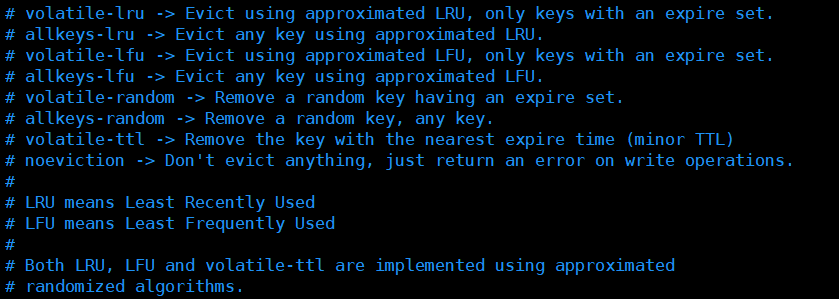 # volatile-lru -> Evict using approximated LRU, only keys with an expire set.
# allkeys-lru -> Evict any key using approximated LRU.
# volatile-lfu -> Evict using approximated LFU, only keys with an expire set.
# allkeys-lfu -> Evict any key using approximated LFU.
# volatile-random -> Remove a random key having an expire set.
# allkeys-random -> Remove a random key, any key.
# volatile-ttl -> Remove the key with the nearest expire time (minor TTL)
# noeviction -> Don't evict anything, just return an error on write operations.
#
# LRU means Least Recently Used
# LFU means Least Frequently Used
#
# Both LRU, LFU and volatile-ttl are implemented using approximated
# randomized algorithms.